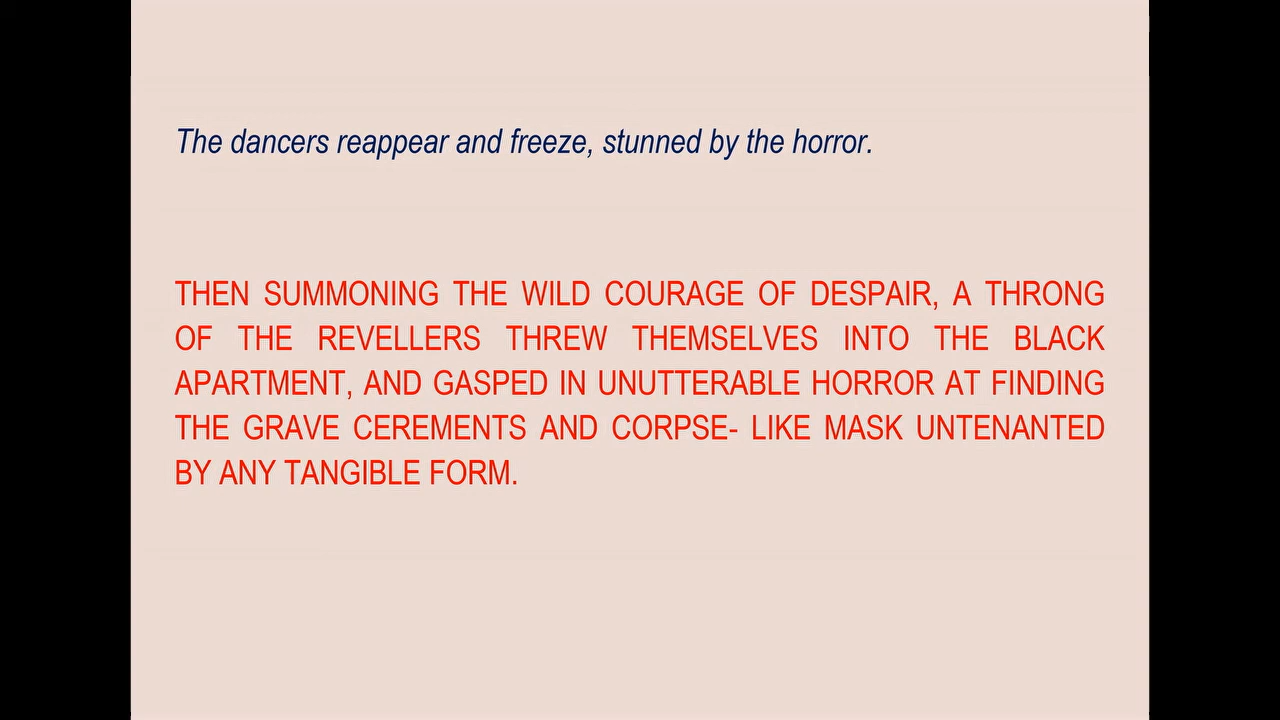 The dancers reappear and freeze, stunned by the horror.
THEN SUMMONING THE WILD COURAGE OF DESPAIR, A THRONG
OF THE REVELLERS THREW THEMSELVES INTO THE BLACK
APARTMENT, AND GASPED IN UNUTTERABLE HORROR AT FINDING
THE GRAVE CEREMENTS AND CORPSE- LIKE MASK UNTENANTED
BY ANY TANGIBLE FORM.